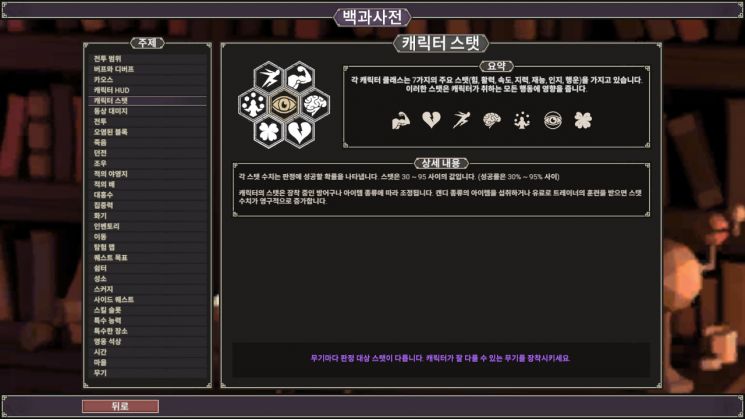 백과사전
주제
전투 범위
버프와 디버프
카오스
캐릭터 HUD
캐릭터 스탯
동상 대미지
전투
오염된 블록
죽음
던전
조우
적의 야영지
적의 배
대홍수
집중력
화기
인벤토리
이동
탐험 맵
퀘스트 목표
쉼터
성소
스커지
사이드 퀘스트
스킬 슬롯
특수 능력
특수한 장소
영웅 석상
시간
마을
무기
캐릭터 스탯
요약
각 캐릭터 클래스는 7가지의 주요 스탯(힘, 활력, 속도, 지력, 재능, 인지, 행운)을 가지고 있습니다.
이러한 스탯은 캐릭터가 취하는 모든 행동에 영향을 줍니다.
상세 내용
각 스탯 수치는 판정에 성공할 확률을 나타냅니다. 스탯은 30 ~ 95 사이의 값입니다. (성공률은 30% ~ 95% 사이)
캐릭터의 스탯은 장착 중인 방어구나 아이템 종류에 따라 조정됩니다. 캔디 종류의 아이템을 섭취하거나 유료로 트레이너의 훈련을 받으면 스탯
수치가 영구적으로 증가합니다.
무기마다 판정 대상 스탯이 다릅니다. 캐릭터가 잘 다룰 수 있는 무기를 장착시키세요.
뒤로